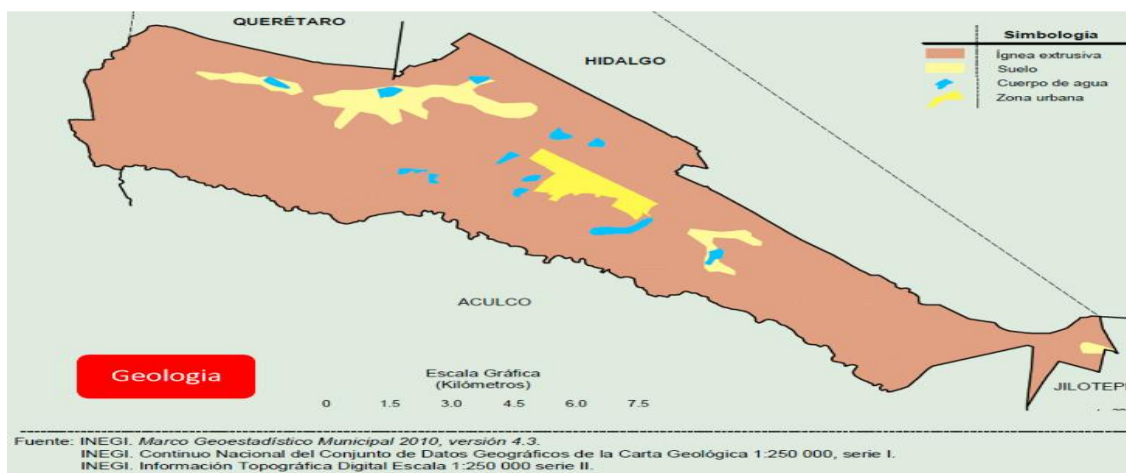 QUERÉTARO
HIDALGO
Simbología
Ígnea extrusiva
Suelo
Cuerpo de agua
Zona urbana
ACULCO
Geologia
Escala Gráfica
(Kilómetros)
0 1.5 3.0 4.5 6.0 7.5
JILOTEPE
Fuente: INEGI. Marco Geoestadístico Municipal 2010, versión 4.3.
INEGI. Continuo Nacional del Conjunto de Datos Geográficos de la Carta Geológica 1:250 000, serie I.
INEGI. Información Topográfica Digital Escala 1:250 000 serie II.